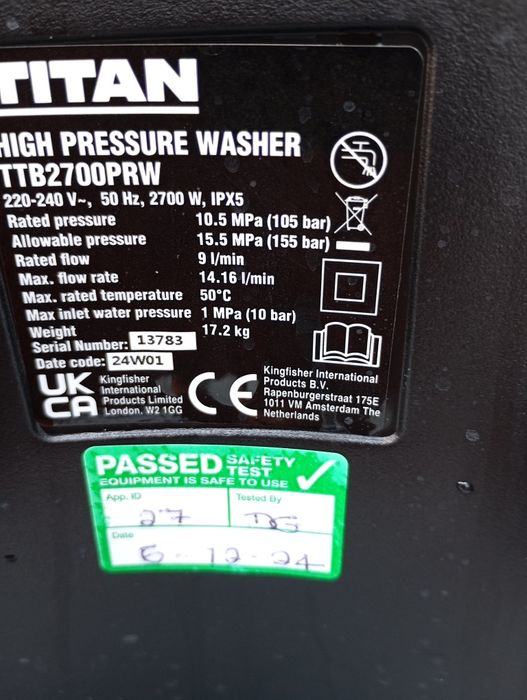 TITAN
HIGH PRESSURE WASHER
TTB2700PRW
220-240 V~, 50 Hz, 2700 W, IPX5
Rated pressure 10.5 MPa (105 bar)
Allowable pressure 15.5 MPa (155 bar)
Rated flow 9 l/min
Max. flow rate 14.16 l/min
Max. rated temperature 50°C
Max inlet water pressure 1 MPa (10 bar)
Weight 17.2 kg
Serial Number: 13783
Date code: 24W01
UK
CA
Kingfisher
International
Products Limited
London, W2 1GG
CE
Kingfisher International
Products B.V.
Rapenburgerstraat 175E
1011 VM Amsterdam The
Netherlands
PASSED SAFETY
TEST
EQUIPMENT IS SAFE TO USE
App. ID Tested By
27 DG
Date
6-12-24